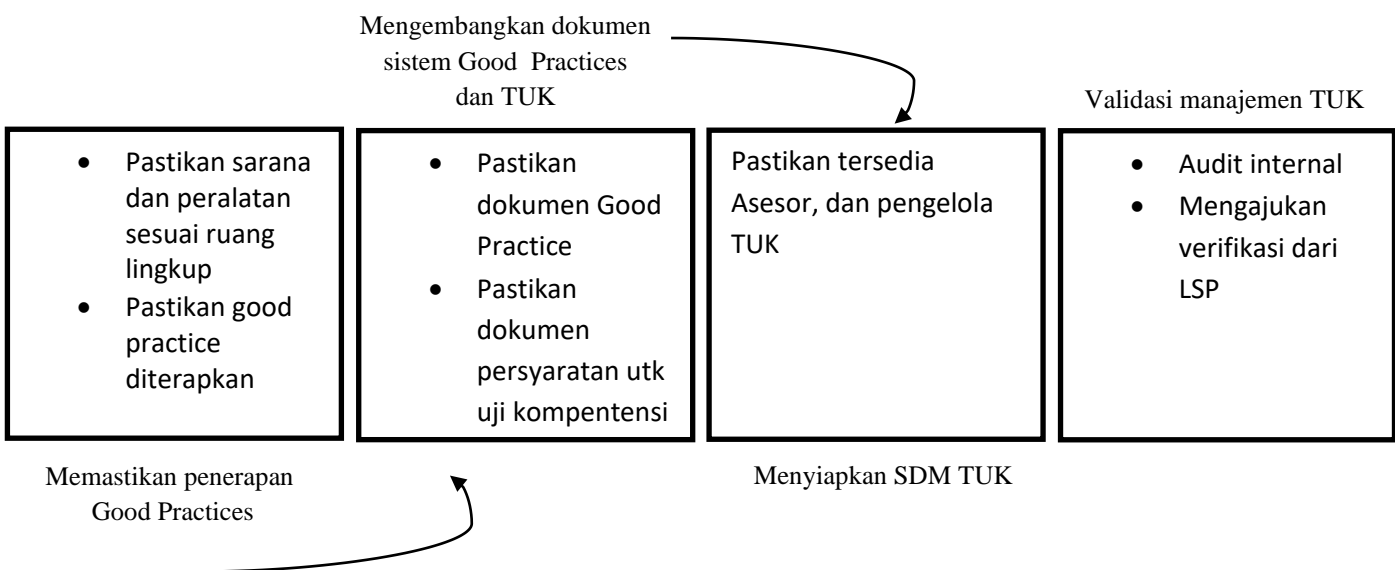 Mengembangkan dokumen
sistem Good Practices
dan TUK
Validasi manajemen TUK
• Pastikan sarana
dan peralatan
sesuai ruang
lingkup
• Pastikan good
practice
diterapkan
• Pastikan
dokumen Good
Practice
• Pastikan
dokumen
persyaratan utk
uji kompentensi
Pastikan tersedia
Asesor, dan pengelola
TUK
• Audit internal
• Mengajukan
verifikasi dari
LSP
Memastikan penerapan
Good Practices
Menyiapkan SDM TUK